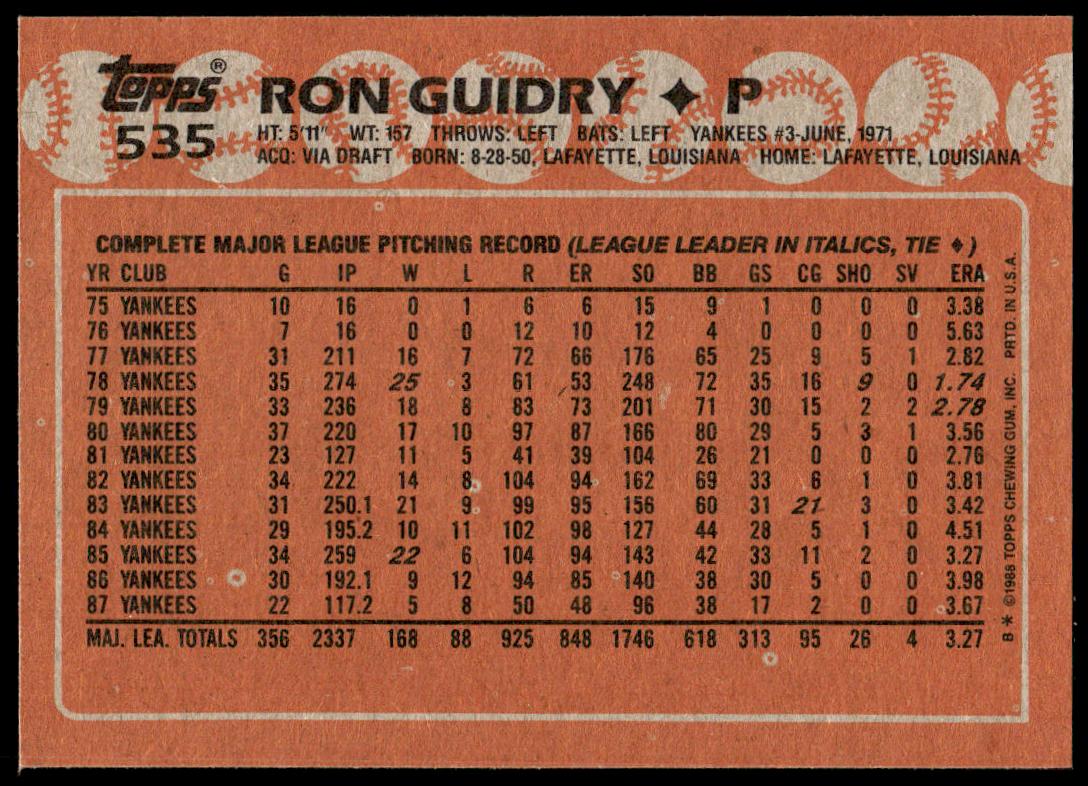 topps® RON GUIDRY ♦ P
535 HT: 5'11" WT: 157 THROWS: LEFT BATS: LEFT YANKEES #3-JUNE, 1971
ACQ: VIA DRAFT BORN: 8-28-50, LAFAYETTE, LOUISIANA HOME: LAFAYETTE, LOUISIANA
COMPLETE MAJOR LEAGUE PITCHING RECORD (LEAGUE LEADER IN ITALICS, TIE ♦)
YR CLUB G IP W L R ER SO BB GS CG SHO SV ERA
75 YANKEES 10 16 0 1 6 6 15 9 1 0 0 0 3.38
76 YANKEES 7 16 0 0 12 10 12 4 0 0 0 0 5.63
77 YANKEES 31 211 16 7 72 66 176 65 25 9 5 1 2.82
78 YANKEES 35 274 25 3 61 53 248 72 35 16 9 0 1.74
79 YANKEES 33 236 18 8 83 73 201 71 30 15 2 2 2.78
80 YANKEES 37 220 17 10 97 87 166 80 29 5 3 1 3.56
81 YANKEES 23 127 11 5 41 39 104 26 21 0 0 0 2.76
82 YANKEES 34 222 14 8 104 94 162 69 33 6 1 0 3.81
83 YANKEES 31 250.1 21 9 99 95 156 60 31 21 3 0 3.42
84 YANKEES 29 195.2 10 11 102 98 127 44 28 5 1 0 4.51
85 YANKEES 34 259 22 6 104 94 143 42 33 11 2 0 3.27
86 YANKEES 30 192.1 9 12 94 85 140 38 30 5 0 0 3.98
87 YANKEES 22 117.2 5 8 50 48 96 38 17 2 0 0 3.67
MAJ. LEA. TOTALS 356 2337 168 88 925 848 1746 618 313 95 26 4 3.27
B * ©1988 TOPPS CHEWING GUM, INC. PRTD. IN U.S.A.